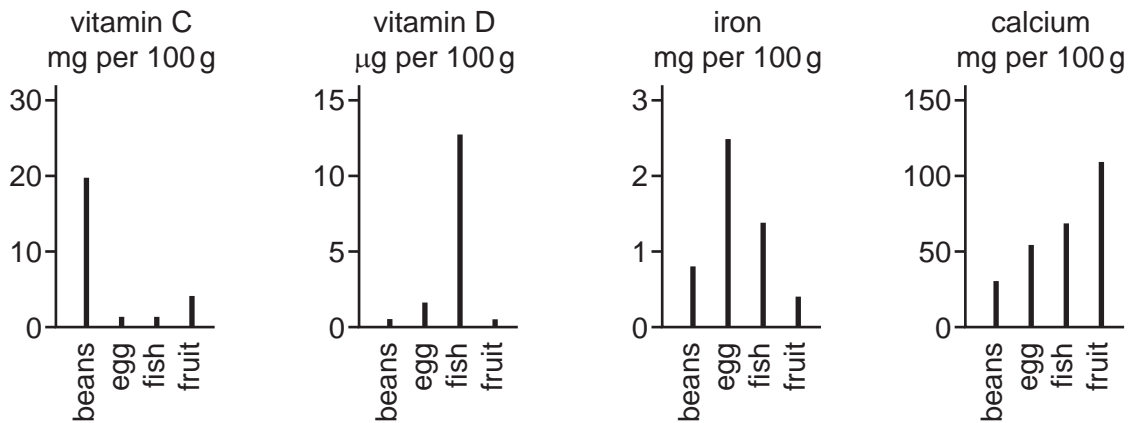 vitamin C
mg per 100 g
30
20
10
0
beans
egg
fish
fruit
vitamin D
μg per 100 g
15
10
5
0
beans
egg
fish
fruit
iron
mg per 100 g
3
2
1
0
beans
egg
fish
fruit
calcium
mg per 100 g
150
100
50
0
beans
egg
fish
fruit